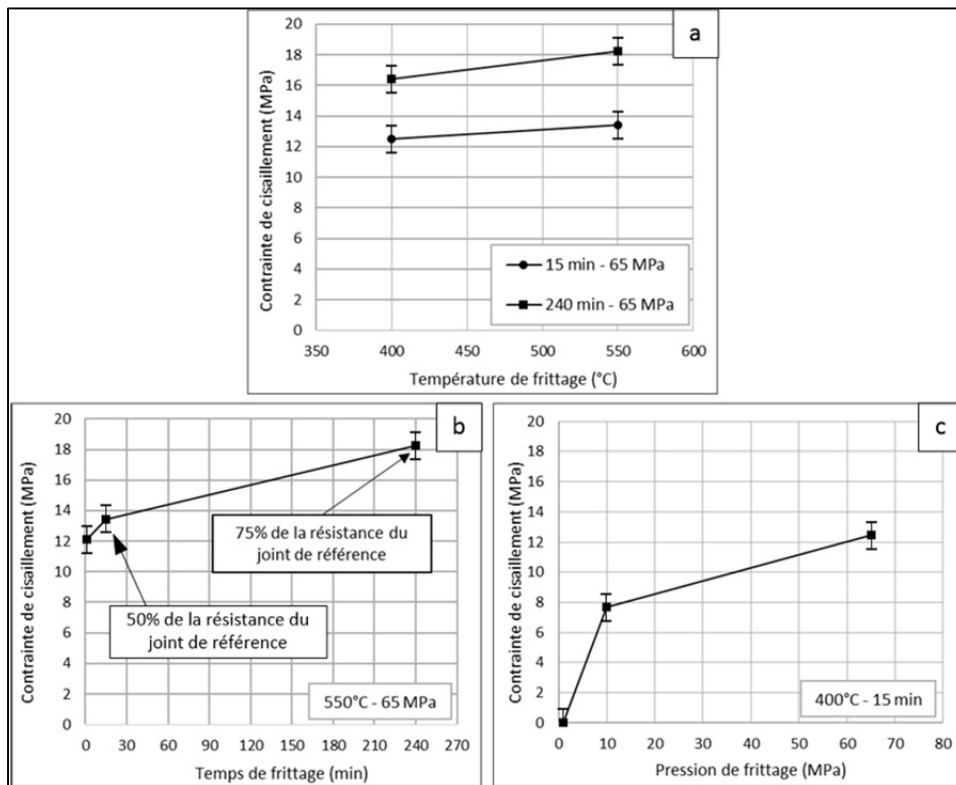 a
20
18
16
14
12
10
8
6
4
2
0
Contrainte de cisaillement (MPa)
15 min - 65 MPa
240 min - 65 MPa
350 400 450 500 550 600
Température de frittage (°C)
b
20
18
16
14
12
10
8
6
4
2
0
Contrainte de cisaillement (MPa)
75% de la résistance du
joint de référence
50% de la résistance du
joint de référence
550°C - 65 MPa
0 30 60 90 120 150 180 210 240 270
Temps de frittage (min)
c
20
18
16
14
12
10
8
6
4
2
0
Contrainte de cisaillement (MPa)
400°C - 15 min
0 10 20 30 40 50 60 70 80
Pression de frittage (MPa)